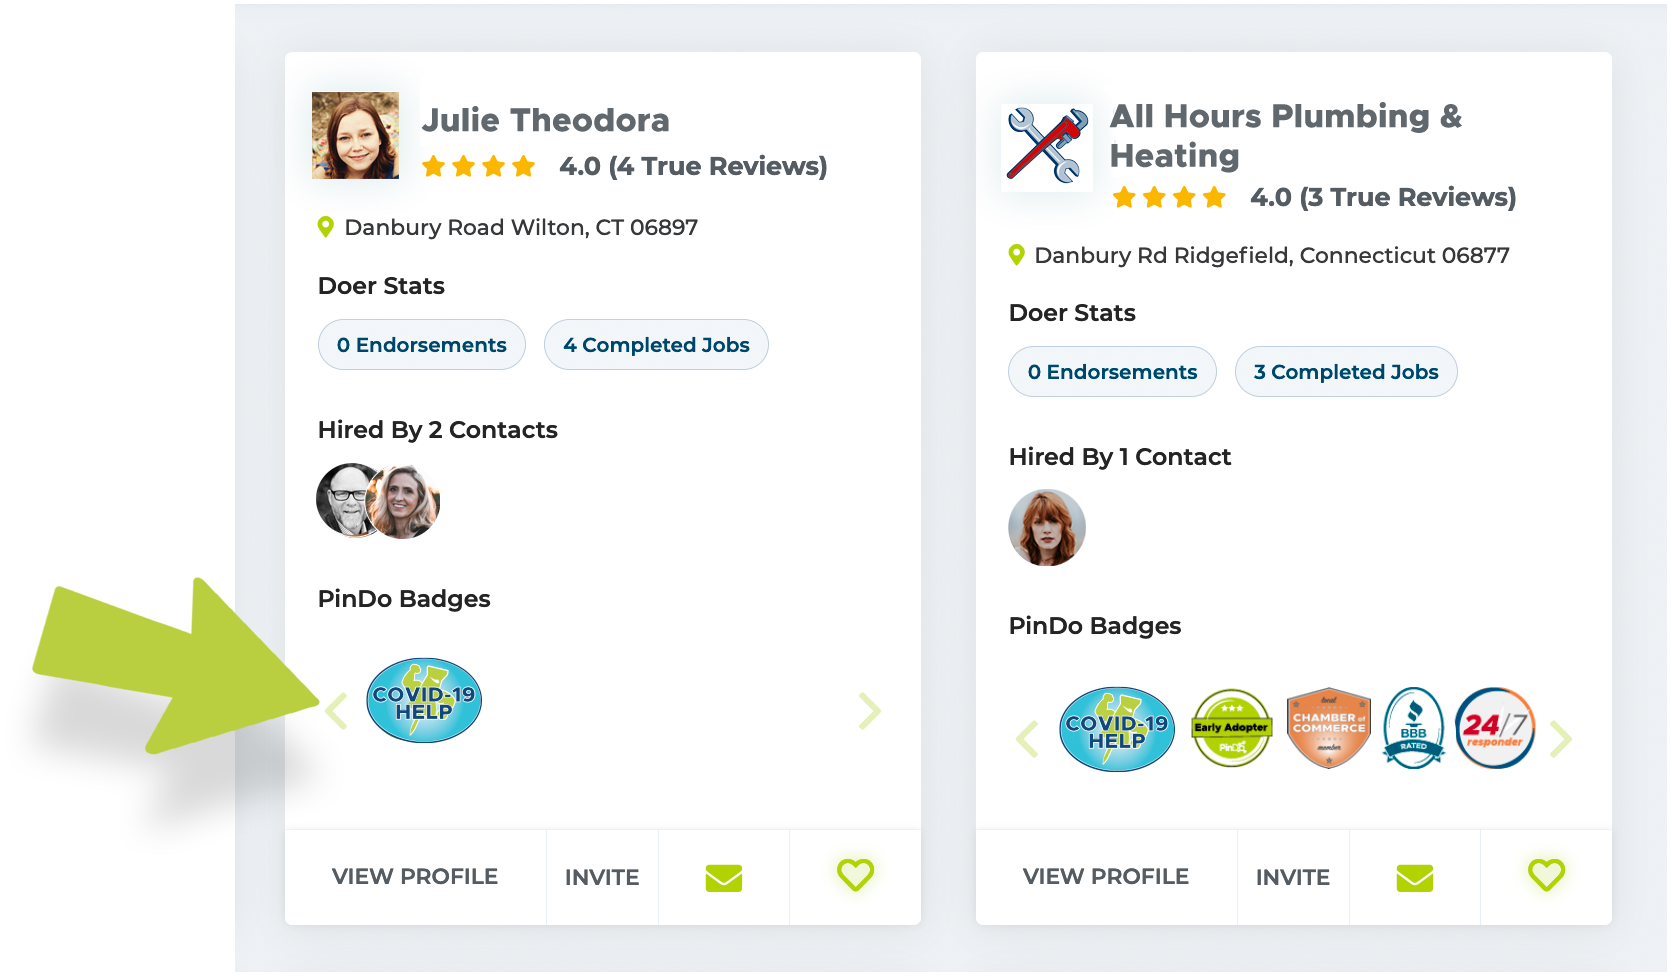 Julie Theodora
4.0 (4 True Reviews)
Danbury Road Wilton, CT 06897
Doer Stats
0 Endorsements
4 Completed Jobs
Hired By 2 Contacts
PinDo Badges
COVID-19
HELP
VIEW PROFILE
INVITE
All Hours Plumbing &
Heating
4.0 (3 True Reviews)
Danbury Rd Ridgefield, Connecticut 06877
Doer Stats
0 Endorsements
3 Completed Jobs
Hired By 1 Contact
PinDo Badges
COVID-19
HELP
Early Adopter
PinDo
local
CHAMBER of
COMMERCE
member
BBB
RATED
24/7
responder
VIEW PROFILE
INVITE